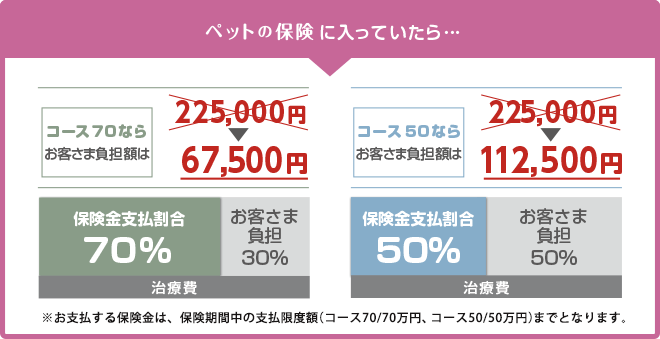 ペットの保険に入っていたら…
コース70なら
お客さま負担額は
225,000円
67,500円
コース50なら
お客さま負担額は
225,000円
112,500円
保険金支払割合
70%
お客さま
負担
30%
治療費
保険金支払割合
50%
お客さま
負担
50%
治療費
※お支払する保険金は、保険期間中の支払限度額(コース70/70万円、コース50/50万円)までとなります。